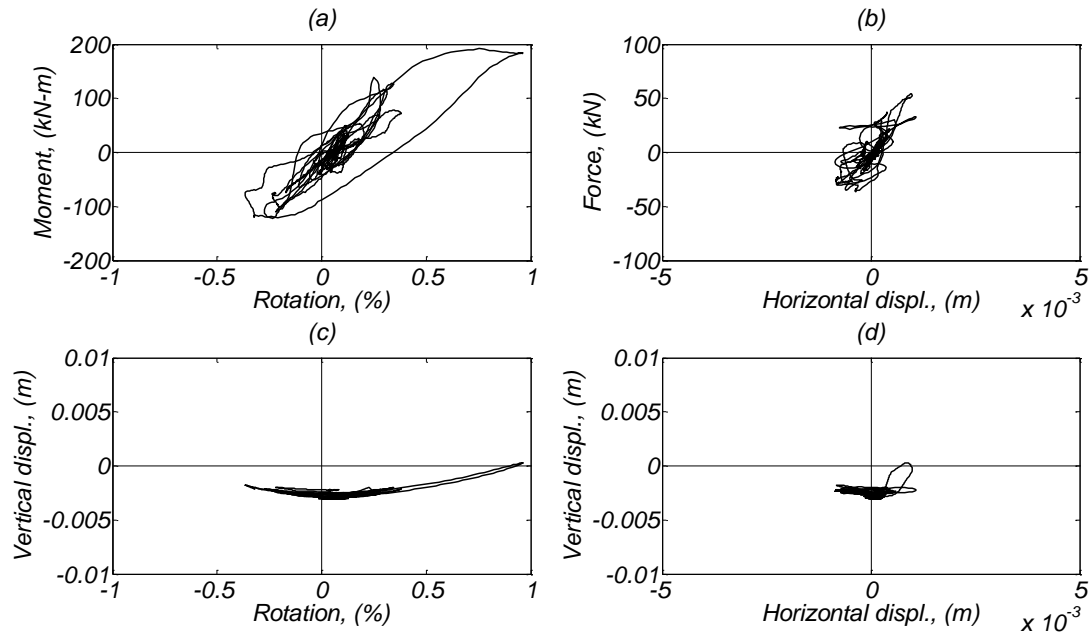 (a)
200
100
0
-100
-200
Moment, (kN-m)
-1 -0.5 0 0.5 1
Rotation, (%)
(b)
100
50
0
-50
-100
Force, (kN)
-5 0 5
Horizontal displ., (m) x 10-3
(c)
0.01
0.005
0
-0.005
-0.01
Vertical displ., (m)
-1 -0.5 0 0.5 1
Rotation, (%)
(d)
0.01
0.005
0
-0.005
-0.01
Vertical displ., (m)
-5 0 5
Horizontal displ., (m) x 10-3